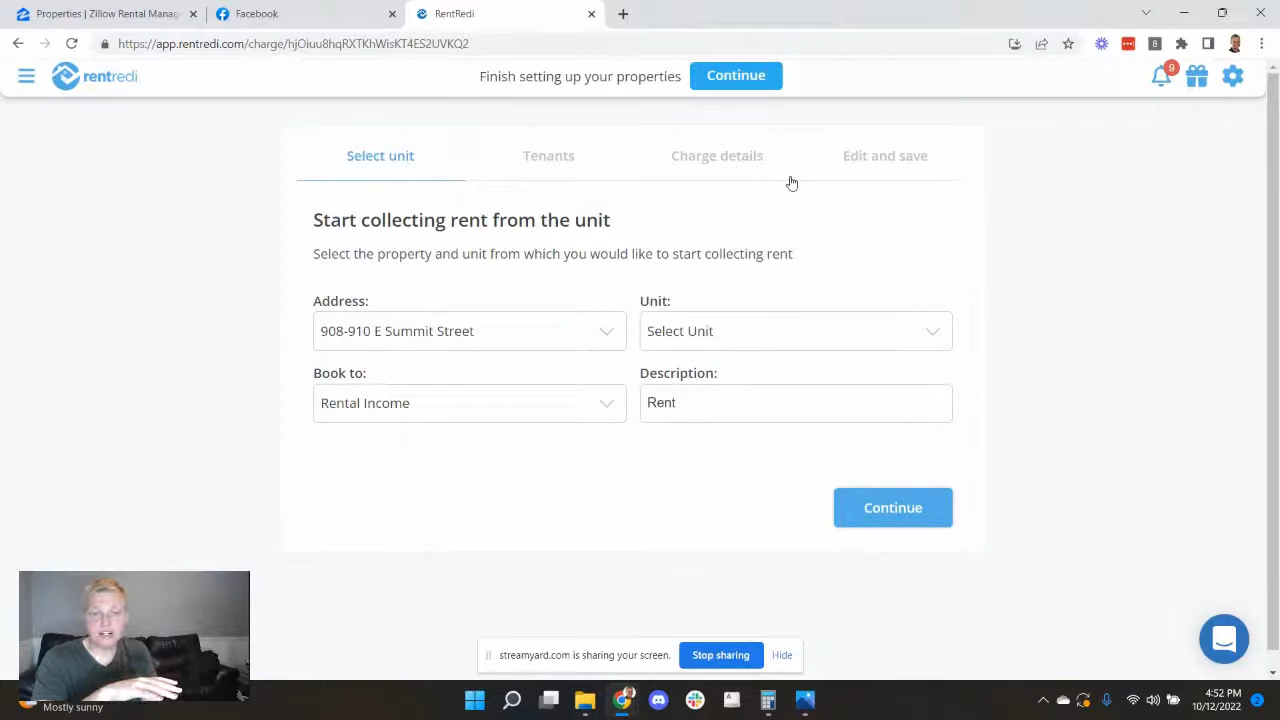 Properties | Zillow Rental Manag
Facebook
RentRedi
https://app.rentredi.com/charge/hjOiuu8hqRXTKhWisKT4ES2UVKQ2
8
rentredi
Finish setting up your properties
Continue
9
Select unit
Tenants
Charge details
Edit and save
Start collecting rent from the unit
Select the property and unit from which you would like to start collecting rent
Address:
Unit:
908-910 E Summit Street
Select Unit
Book to:
Description:
Rental Income
Rent
Continue
streamyard.com is sharing your screen.
Stop sharing
Hide
Mostly sunny
4:52 PM
10/12/2022
2